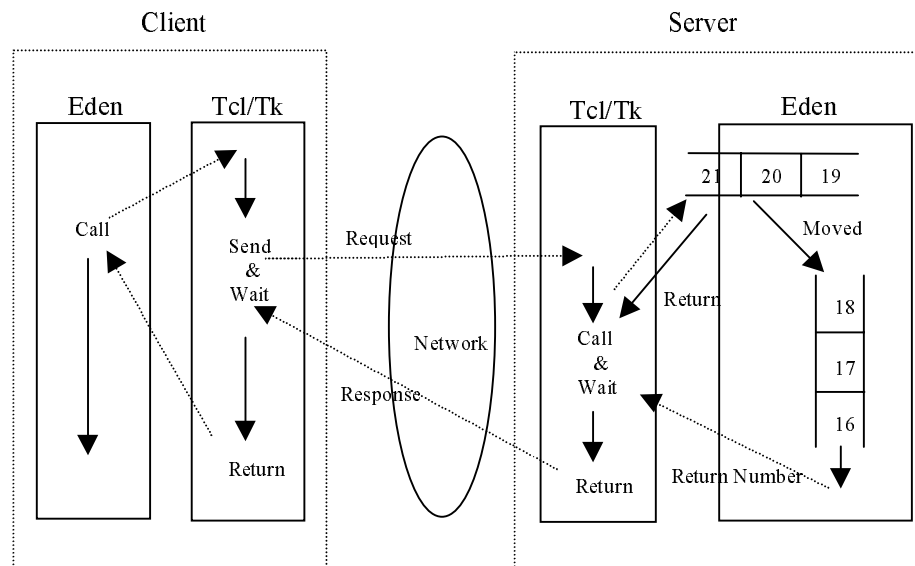 Client
Server
Eden
Tcl/Tk
Tcl/Tk
Eden
21 20 19
Call
Moved
Send
&
Wait
Request
Return
18
Call
&
Wait
Network
17
Response
16
Return
Return Number
Return